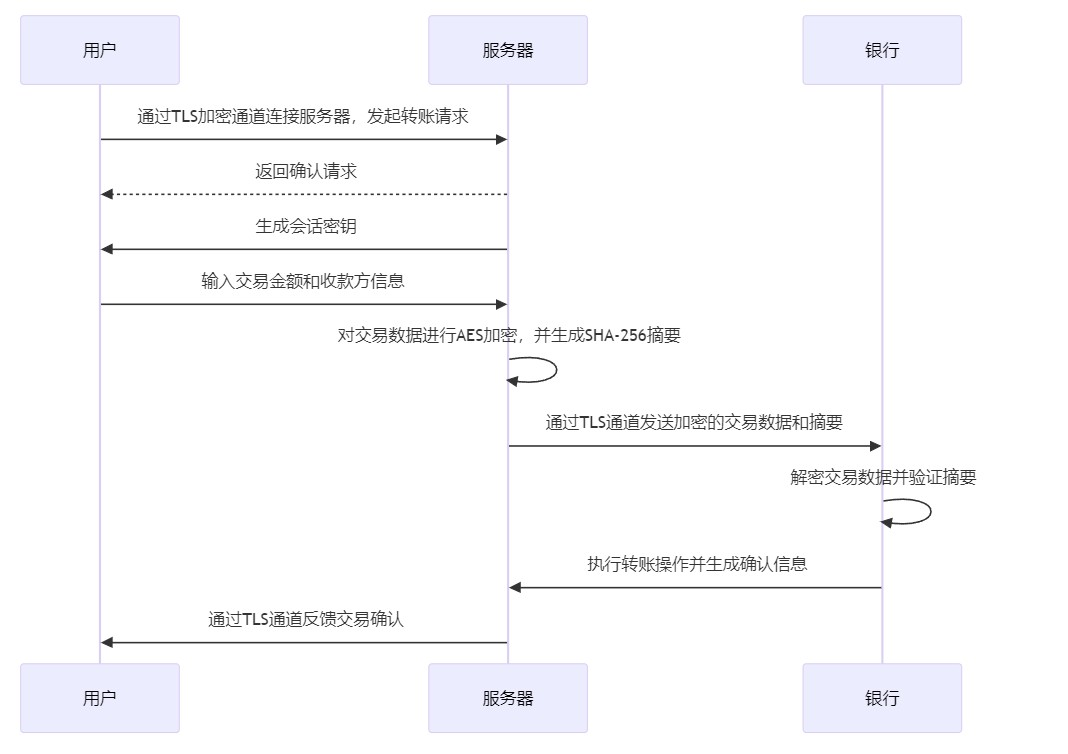 用户
服务器
银行
通过TLS加密通道连接服务器，发起转账请求
返回确认请求
生成会话密钥
输入交易金额和收款方信息
对交易数据进行AES加密，并生成SHA-256摘要
通过TLS通道发送加密的交易数据和摘要
解密交易数据并验证摘要
执行转账操作并生成确认信息
通过TLS通道反馈交易确认
用户
服务器
银行